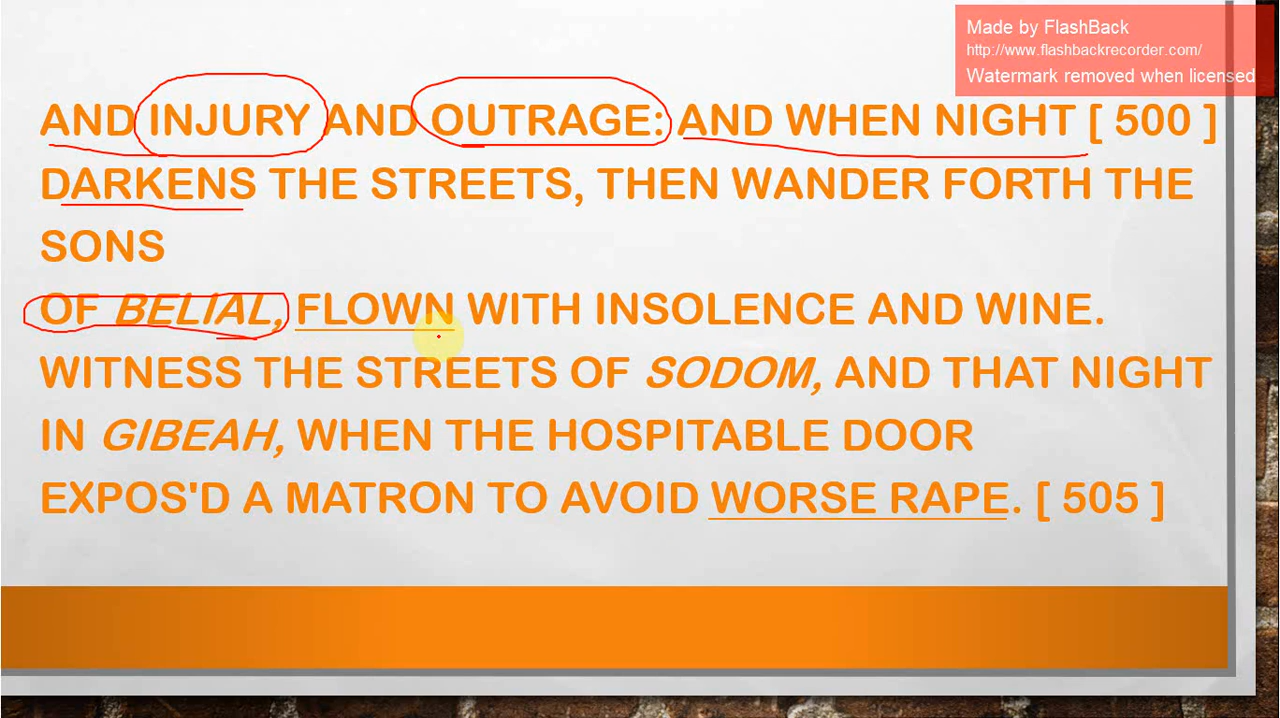 Made by FlashBack
http://www.flashbackrecorder.com/
Watermark removed when licensed
AND INJURY AND OUTRAGE: AND WHEN NIGHT [ 500 ]
DARKENS THE STREETS, THEN WANDER FORTH THE
SONS
OF BELIAL, FLOWN WITH INSOLENCE AND WINE.
WITNESS THE STREETS OF SODOM, AND THAT NIGHT
IN GIBEAH, WHEN THE HOSPITABLE DOOR
EXPOS'D A MATRON TO AVOID WORSE RAPE. [ 505 ]